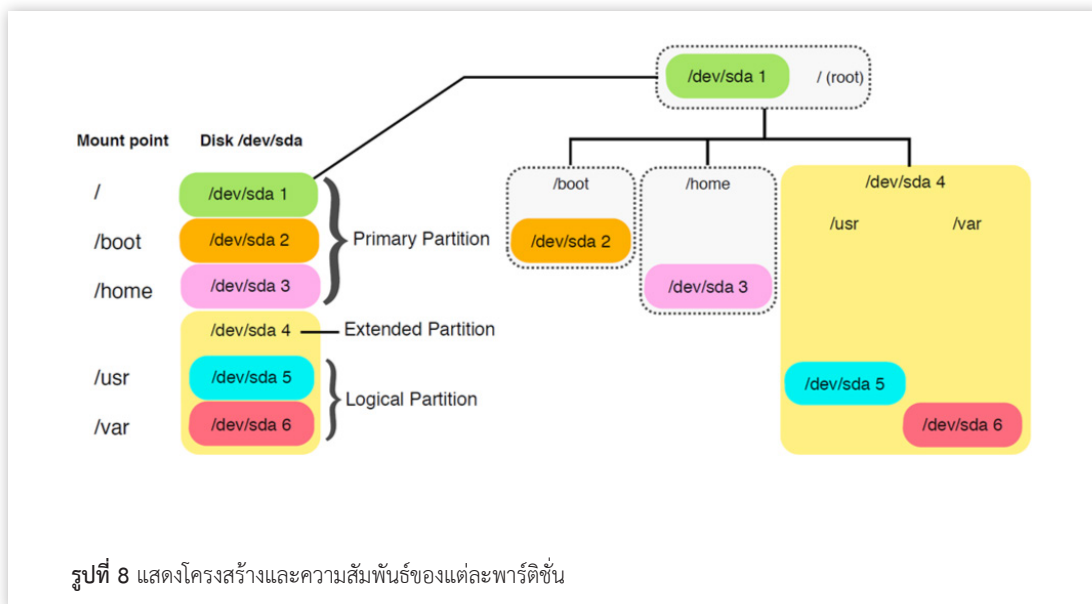 /dev/sda 1 / (root)
Mount point Disk /dev/sda
/ /dev/sda 1
/boot /dev/sda 2 Primary Partition
/home /dev/sda 3
/dev/sda 4 Extended Partition
/usr /dev/sda 5
Logical Partition
/var /dev/sda 6
/boot
/dev/sda 2
/home
/dev/sda 3
/dev/sda 4
/usr /var
/dev/sda 5
/dev/sda 6
รูปที่ 8 แสดงโครงสร้างและความสัมพันธ์ของแต่ละพาร์ติชั่น